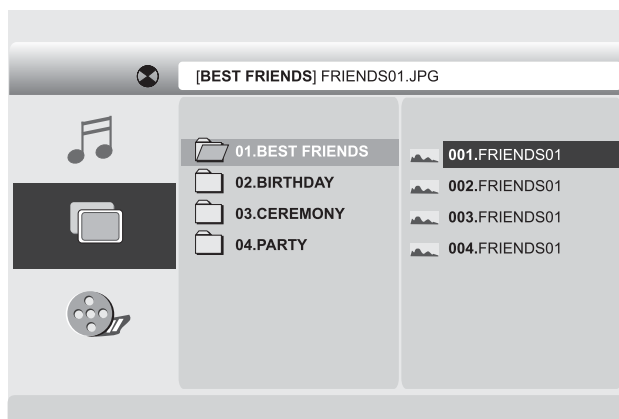 [BEST FRIENDS] FRIENDS01.JPG
01.BEST FRIENDS
02.BIRTHDAY
03.CEREMONY
04.PARTY
001.FRIENDS01
002.FRIENDS01
003.FRIENDS01
004.FRIENDS01